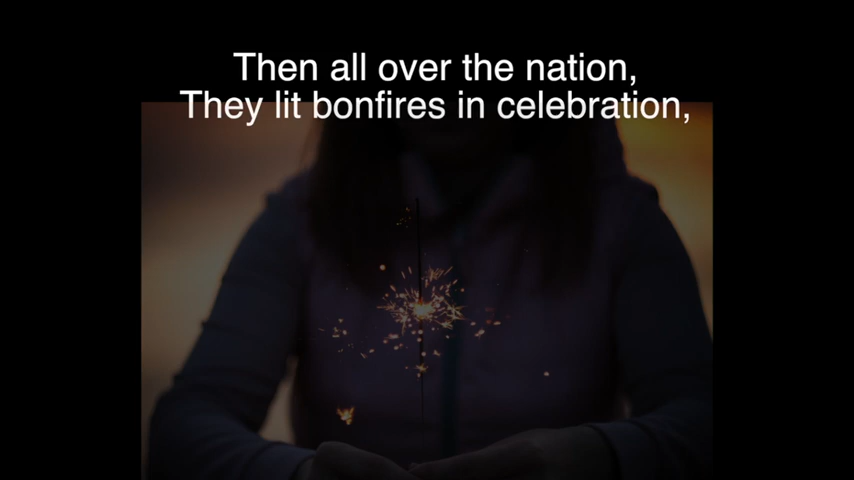 Then all over the nation,
They lit bonfires in celebration,